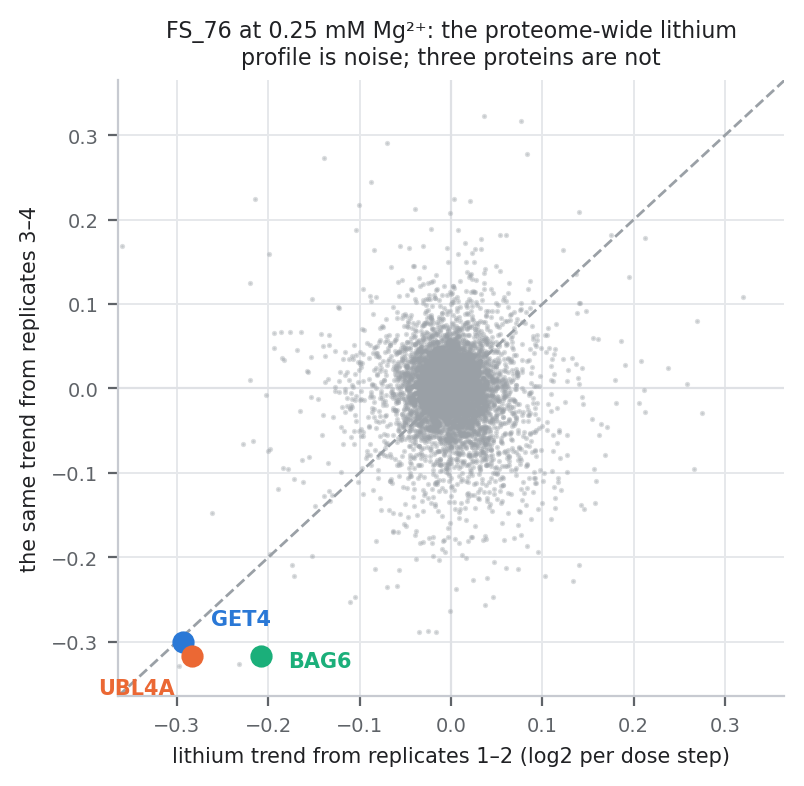 FS_76 at 0.25 mM Mg²⁺: the proteome-wide lithium
profile is noise; three proteins are not
the same trend from replicates 3–4
0.3
0.2
0.1
0.0
−0.1
−0.2
−0.3
GET4
BAG6
UBL4A
−0.3
−0.2
−0.1
0.0
0.1
0.2
0.3
lithium trend from replicates 1–2 (log2 per dose step)